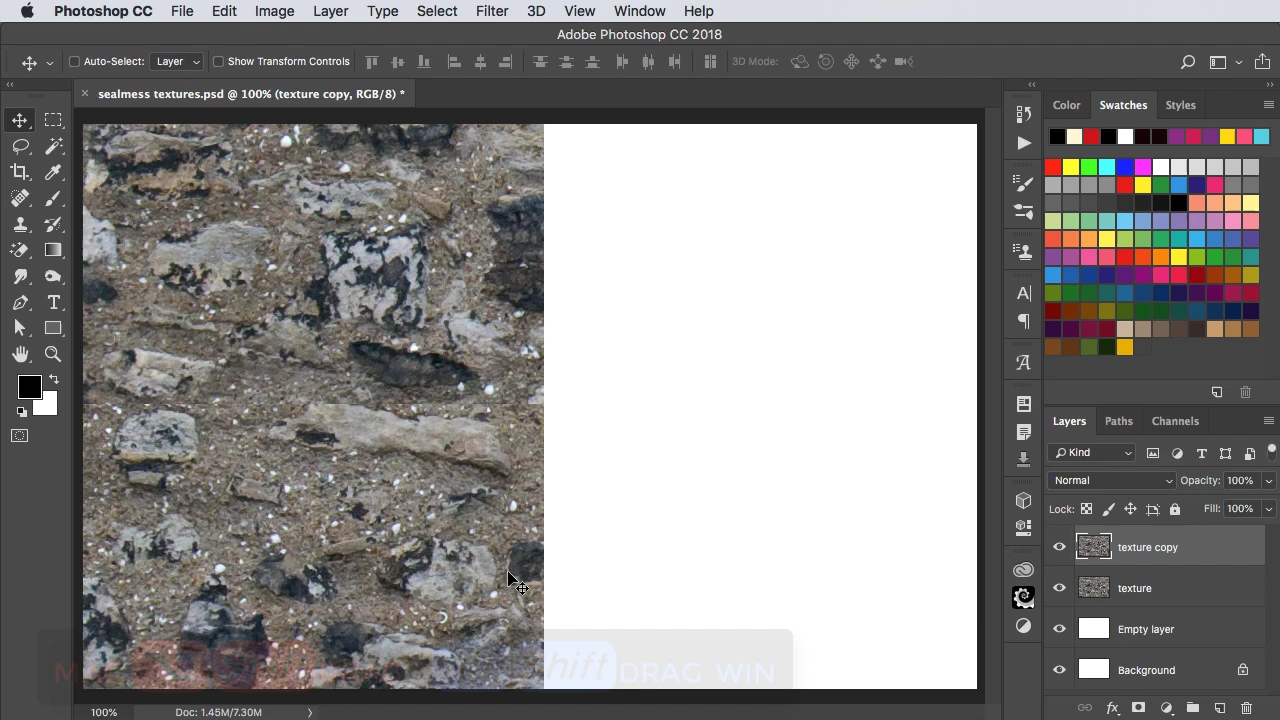 Photoshop CC File Edit Image Layer Type Select Filter 3D View Window Help
Adobe Photoshop CC 2018
Auto-Select: Layer Show Transform Controls 3D Mode:
sealmess textures.psd @ 100% (texture copy, RGB/8) *
Color Swatches Styles
Layers Paths Channels
Kind
Normal Opacity: 100%
Lock: Fill: 100%
texture copy
texture
Empty layer
Background
shift DRAG WIN
100% Doc: 1.45M/7.30M